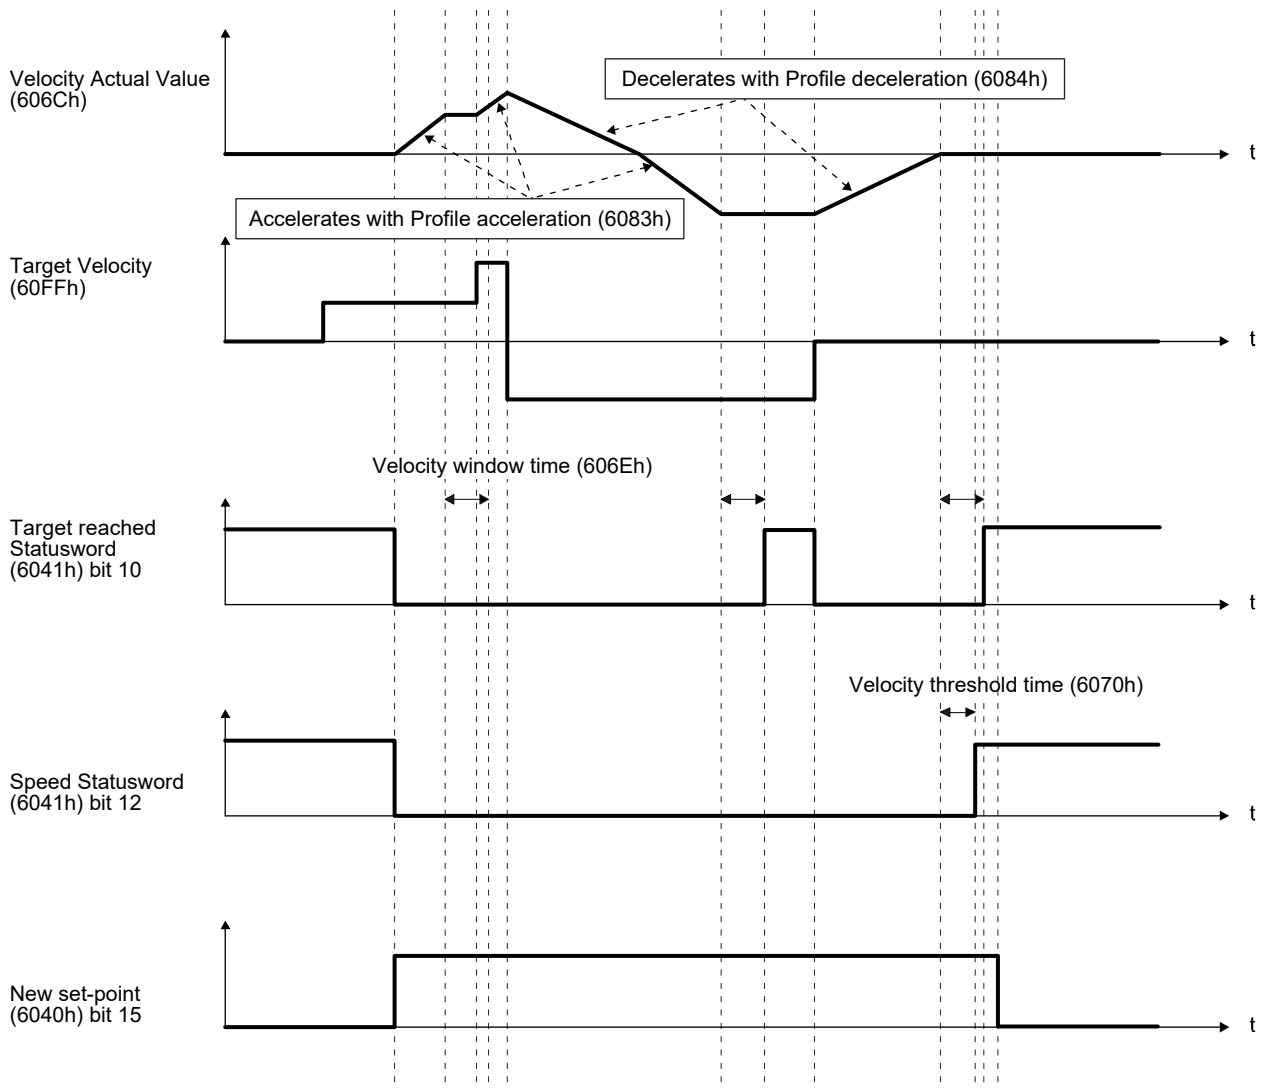 Velocity Actual Value
(606Ch)
Decelerates with Profile deceleration (6084h)
t
Accelerates with Profile acceleration (6083h)
Target Velocity
(60FFh)
t
Velocity window time (606Eh)
Target reached
Statusword
(6041h) bit 10
t
Velocity threshold time (6070h)
Speed Statusword
(6041h) bit 12
t
New set-point
(6040h) bit 15
t